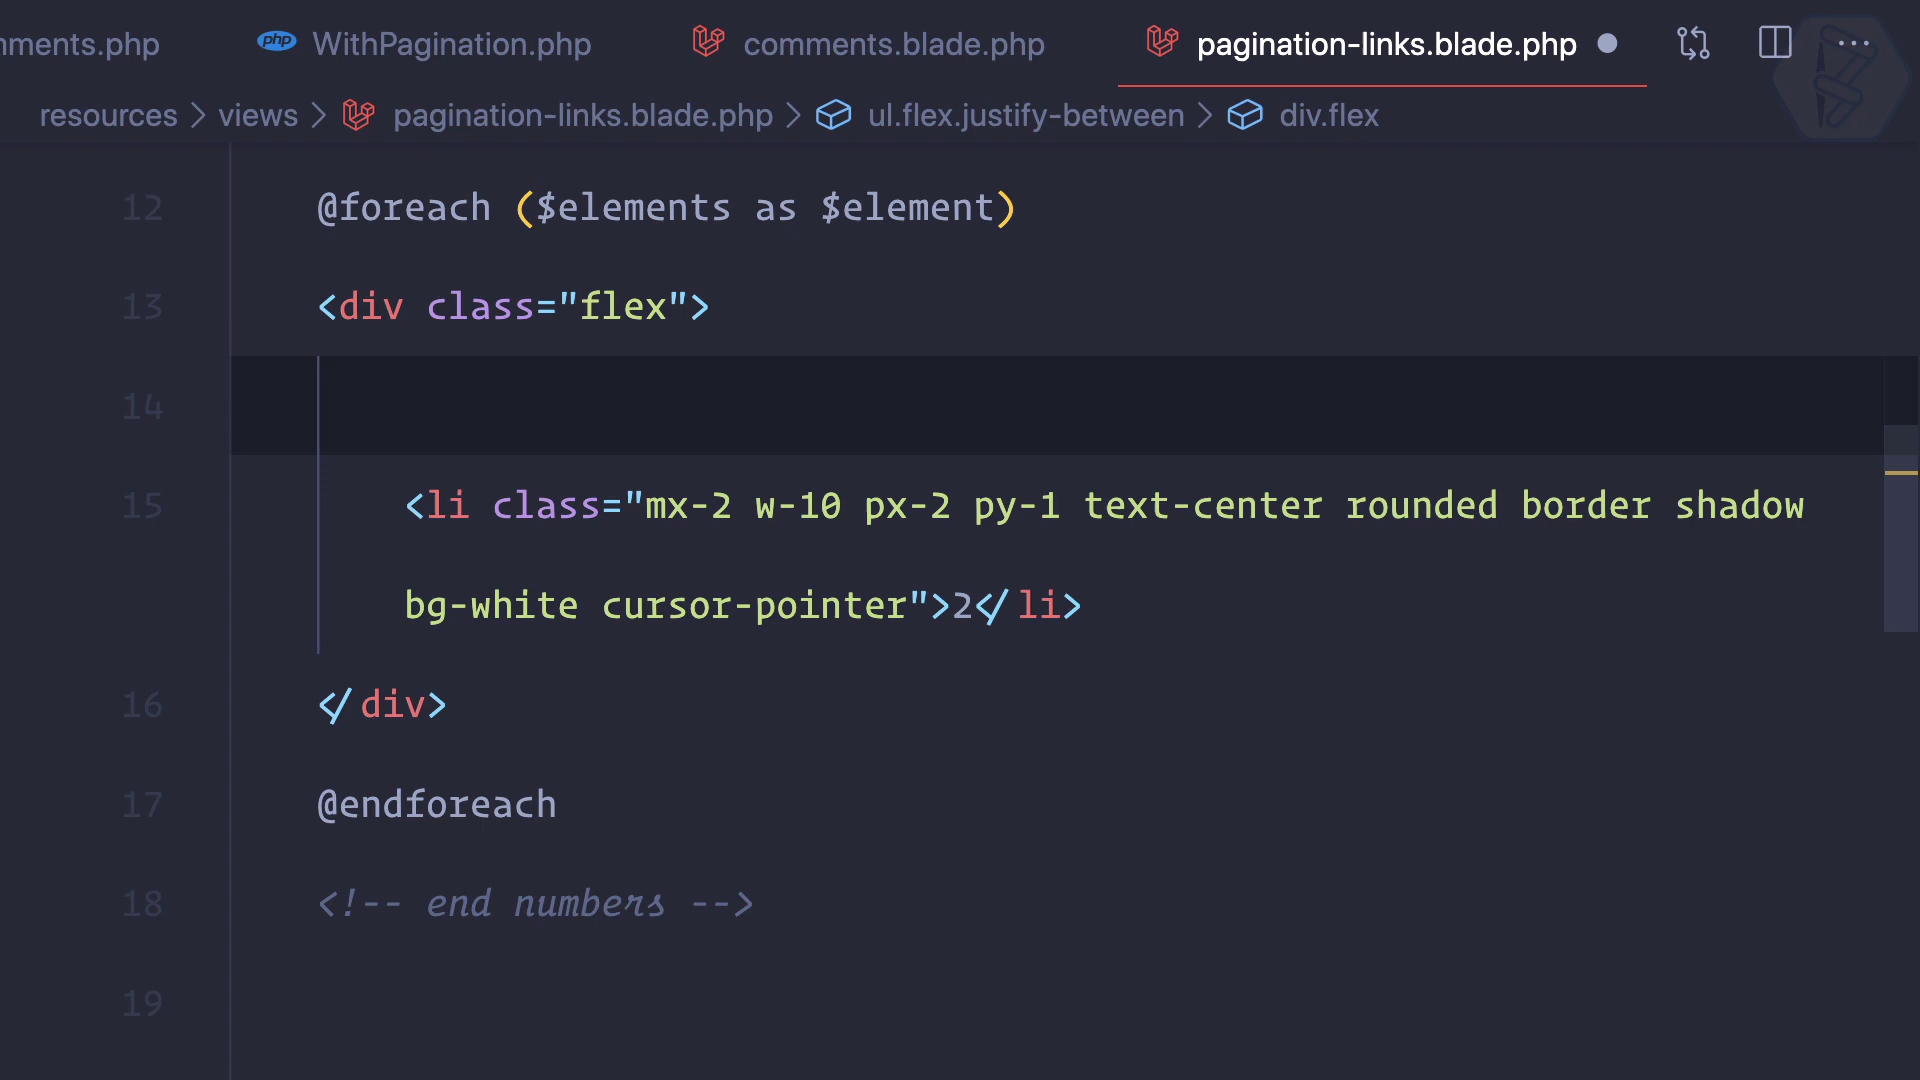 mments.php php WithPagination.php comments.blade.php pagination-links.blade.php
resources > views > pagination-links.blade.php > ul.flex.justify-between > div.flex
12 @foreach ($elements as $element)
13 <div class="flex">
14
15 <li class="mx-2 w-10 px-2 py-1 text-center rounded border shadow
bg-white cursor-pointer">2</li>
16 </div>
17 @endforeach
18 <!-- end numbers -->
19